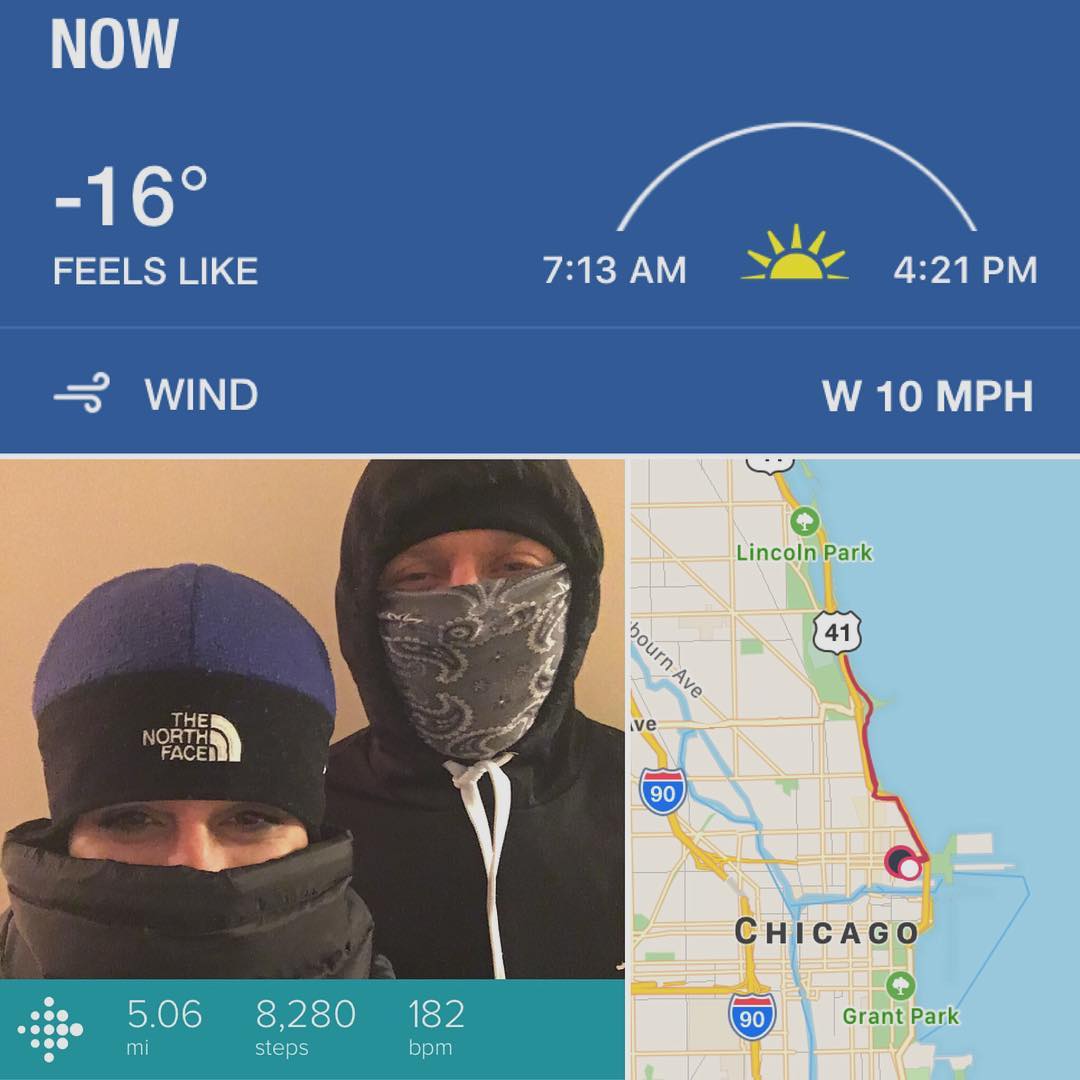 NOW
-16°
FEELS LIKE
7:13 AM
4:21 PM
WIND
W 10 MPH
THE
NORTH
FACE
5.06
8,280
182
mi
steps
bpm
Lincoln Park
41
bourn Ave
Ave
90
CHICAGO
90
Grant Park